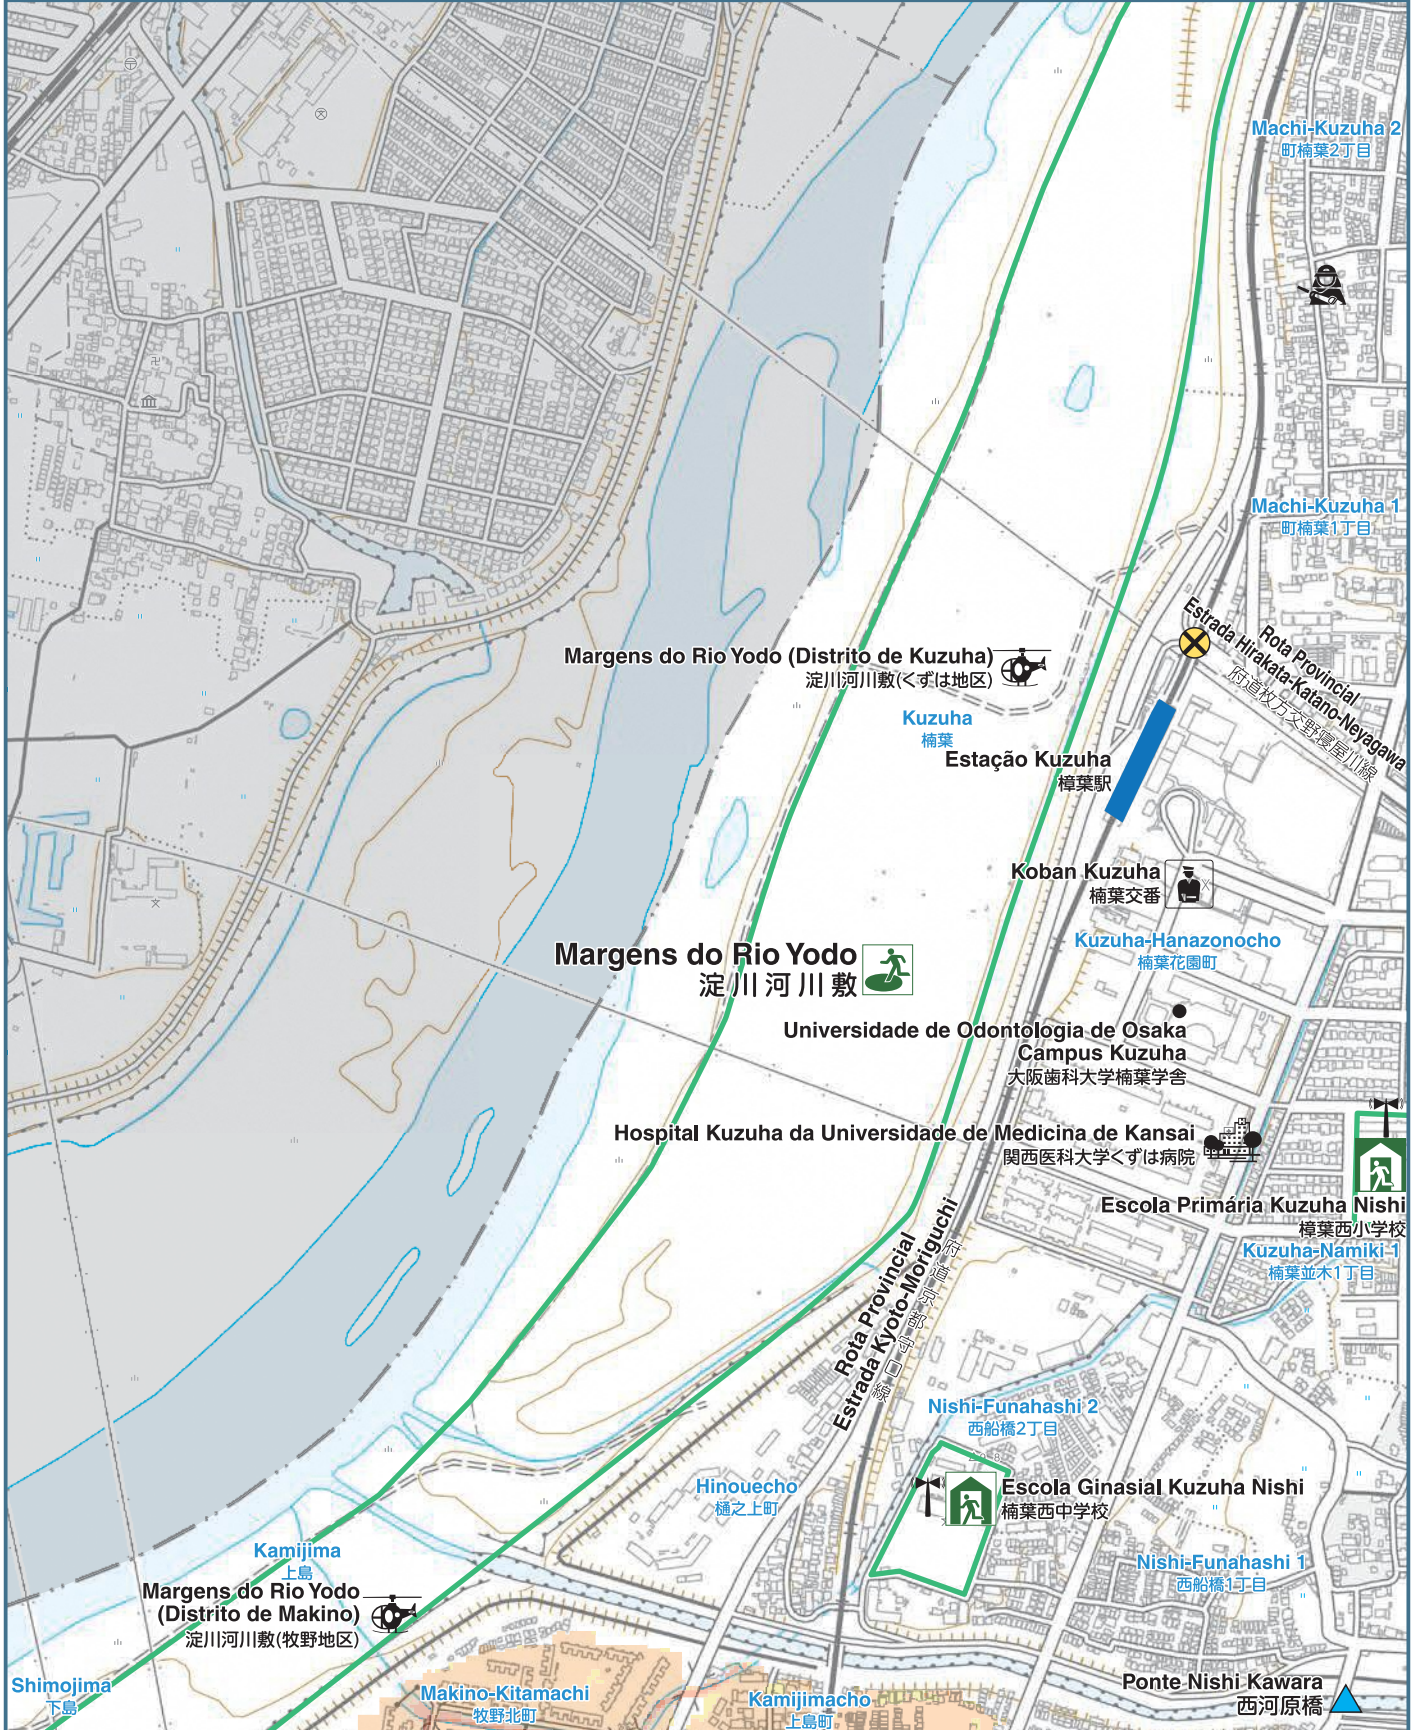 Machi-Kuzuha 2
町楠葉2丁目
Machi-Kuzuha 1
町楠葉1丁目
Rota Provincial
Estrada Hirakata-Katano-Neyagawa
府道枚方交野寝屋川線
Margens do Rio Yodo (Distrito de Kuzuha)
淀川河川敷(くずは地区)
Kuzuha
楠葉
Estação Kuzuha
樟葉駅
Koban Kuzuha
楠葉交番
Kuzuha-Hanazonocho
楠葉花園町
Margens do Rio Yodo
淀川河川敷
Universidade de Odontologia de Osaka
Campus Kuzuha
大阪歯科大学楠葉学舎
Hospital Kuzuha da Universidade de Medicina de Kansai
関西医科大学くずは病院
Escola Primária Kuzuha Nishi
樟葉西小学校
Kuzuha-Namiki 1
楠葉並木1丁目
Rota Provincial
Estrada Kyoto-Moriguchi
府道京都守口線
Nishi-Funahashi 2
西船橋2丁目
Hinouecho
樋之上町
Escola Ginasial Kuzuha Nishi
楠葉西中学校
Kamijima
上島
Nishi-Funahashi 1
西船橋1丁目
Margens do Rio Yodo
(Distrito de Makino)
淀川河川敷(牧野地区)
Shimojima
下島
Makino-Kitamachi
牧野北町
Kamijimacho
上島町
Ponte Nishi Kawara
西河原橋